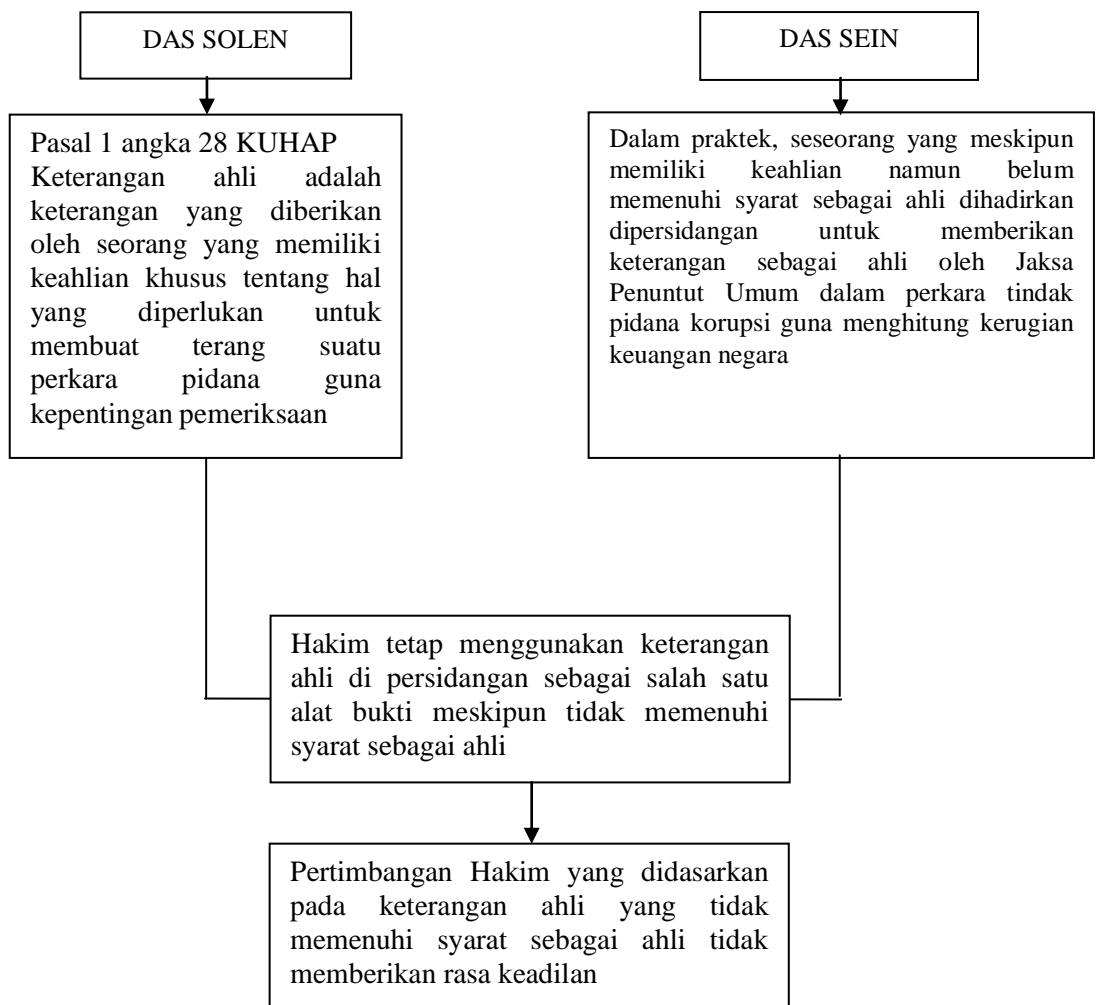 DAS SOLEN
Pasal 1 angka 28 KUHAP
Keterangan ahli adalah
keterangan yang diberikan
oleh seorang yang memiliki
keahlian khusus tentang hal
yang diperlukan untuk
membuat terang suatu
perkara pidana guna
kepentingan pemeriksaan
DAS SEIN
Dalam praktek, seseorang yang meskipun
memiliki keahlian namun belum
memenuhi syarat sebagai ahli dihadirkan
dipersidangan untuk memberikan
keterangan sebagai ahli oleh Jaksa
Penuntut Umum dalam perkara tindak
pidana korupsi guna menghitung kerugian
keuangan negara
Hakim tetap menggunakan keterangan
ahli di persidangan sebagai salah satu
alat bukti meskipun tidak memenuhi
syarat sebagai ahli
Pertimbangan Hakim yang didasarkan
pada keterangan ahli yang tidak
memenuhi syarat sebagai ahli tidak
memberikan rasa keadilan